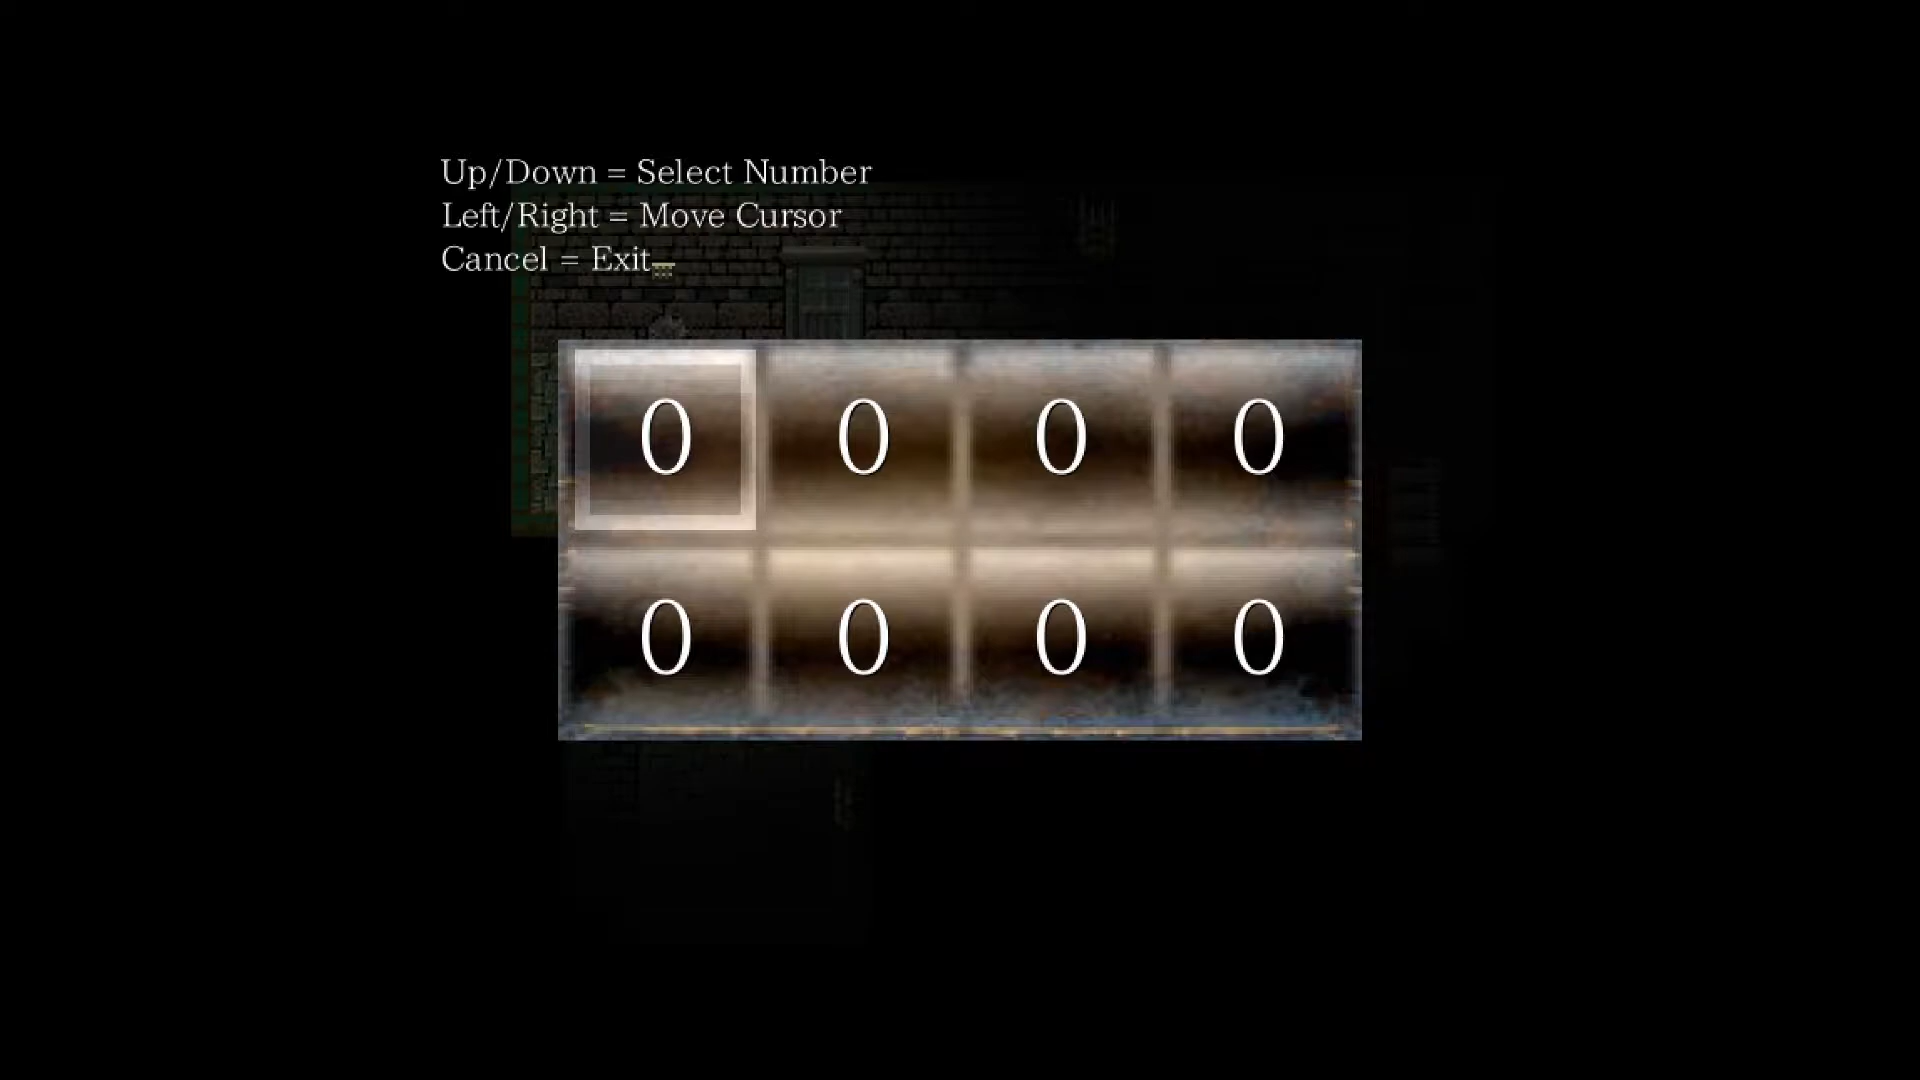 Up/Down = Select Number
Left/Right = Move Cursor
Cancel = Exit
0 0 0 0
0 0 0 0